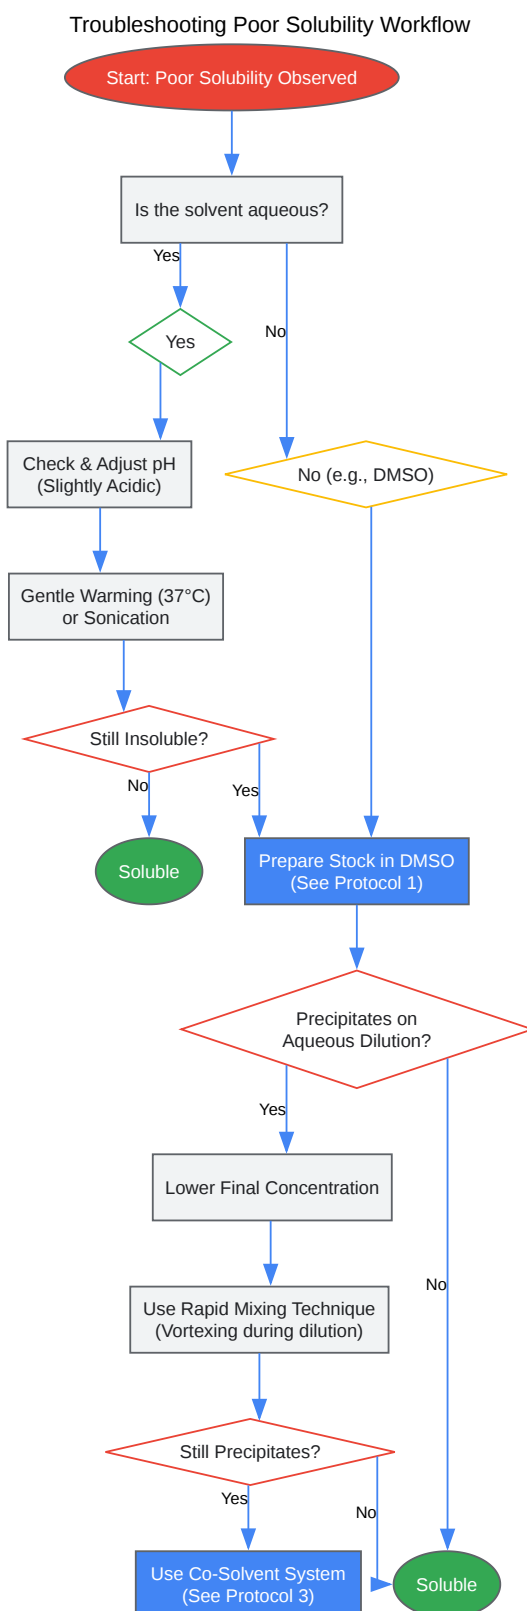 Troubleshooting Poor Solubility Workflow
Start: Poor Solubility Observed
Is the solvent aqueous?
Yes
No
Yes
Check & Adjust pH
(Slightly Acidic)
No (e.g., DMSO)
Gentle Warming (37°C)
or Sonication
Still Insoluble?
No
Yes
Soluble
Prepare Stock in DMSO
(See Protocol 1)
Precipitates on
Aqueous Dilution?
Yes
Lower Final Concentration
No
Use Rapid Mixing Technique
(Vortexing during dilution)
Still Precipitates?
Yes
No
Use Co-Solvent System
(See Protocol 3)
Soluble